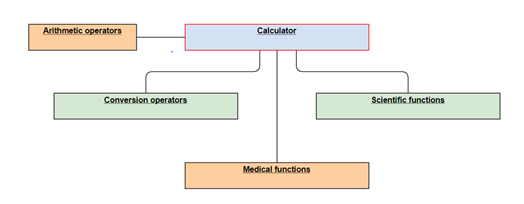 Arithmetic operators
Calculator
Conversion operators
Scientific functions
Medical functions